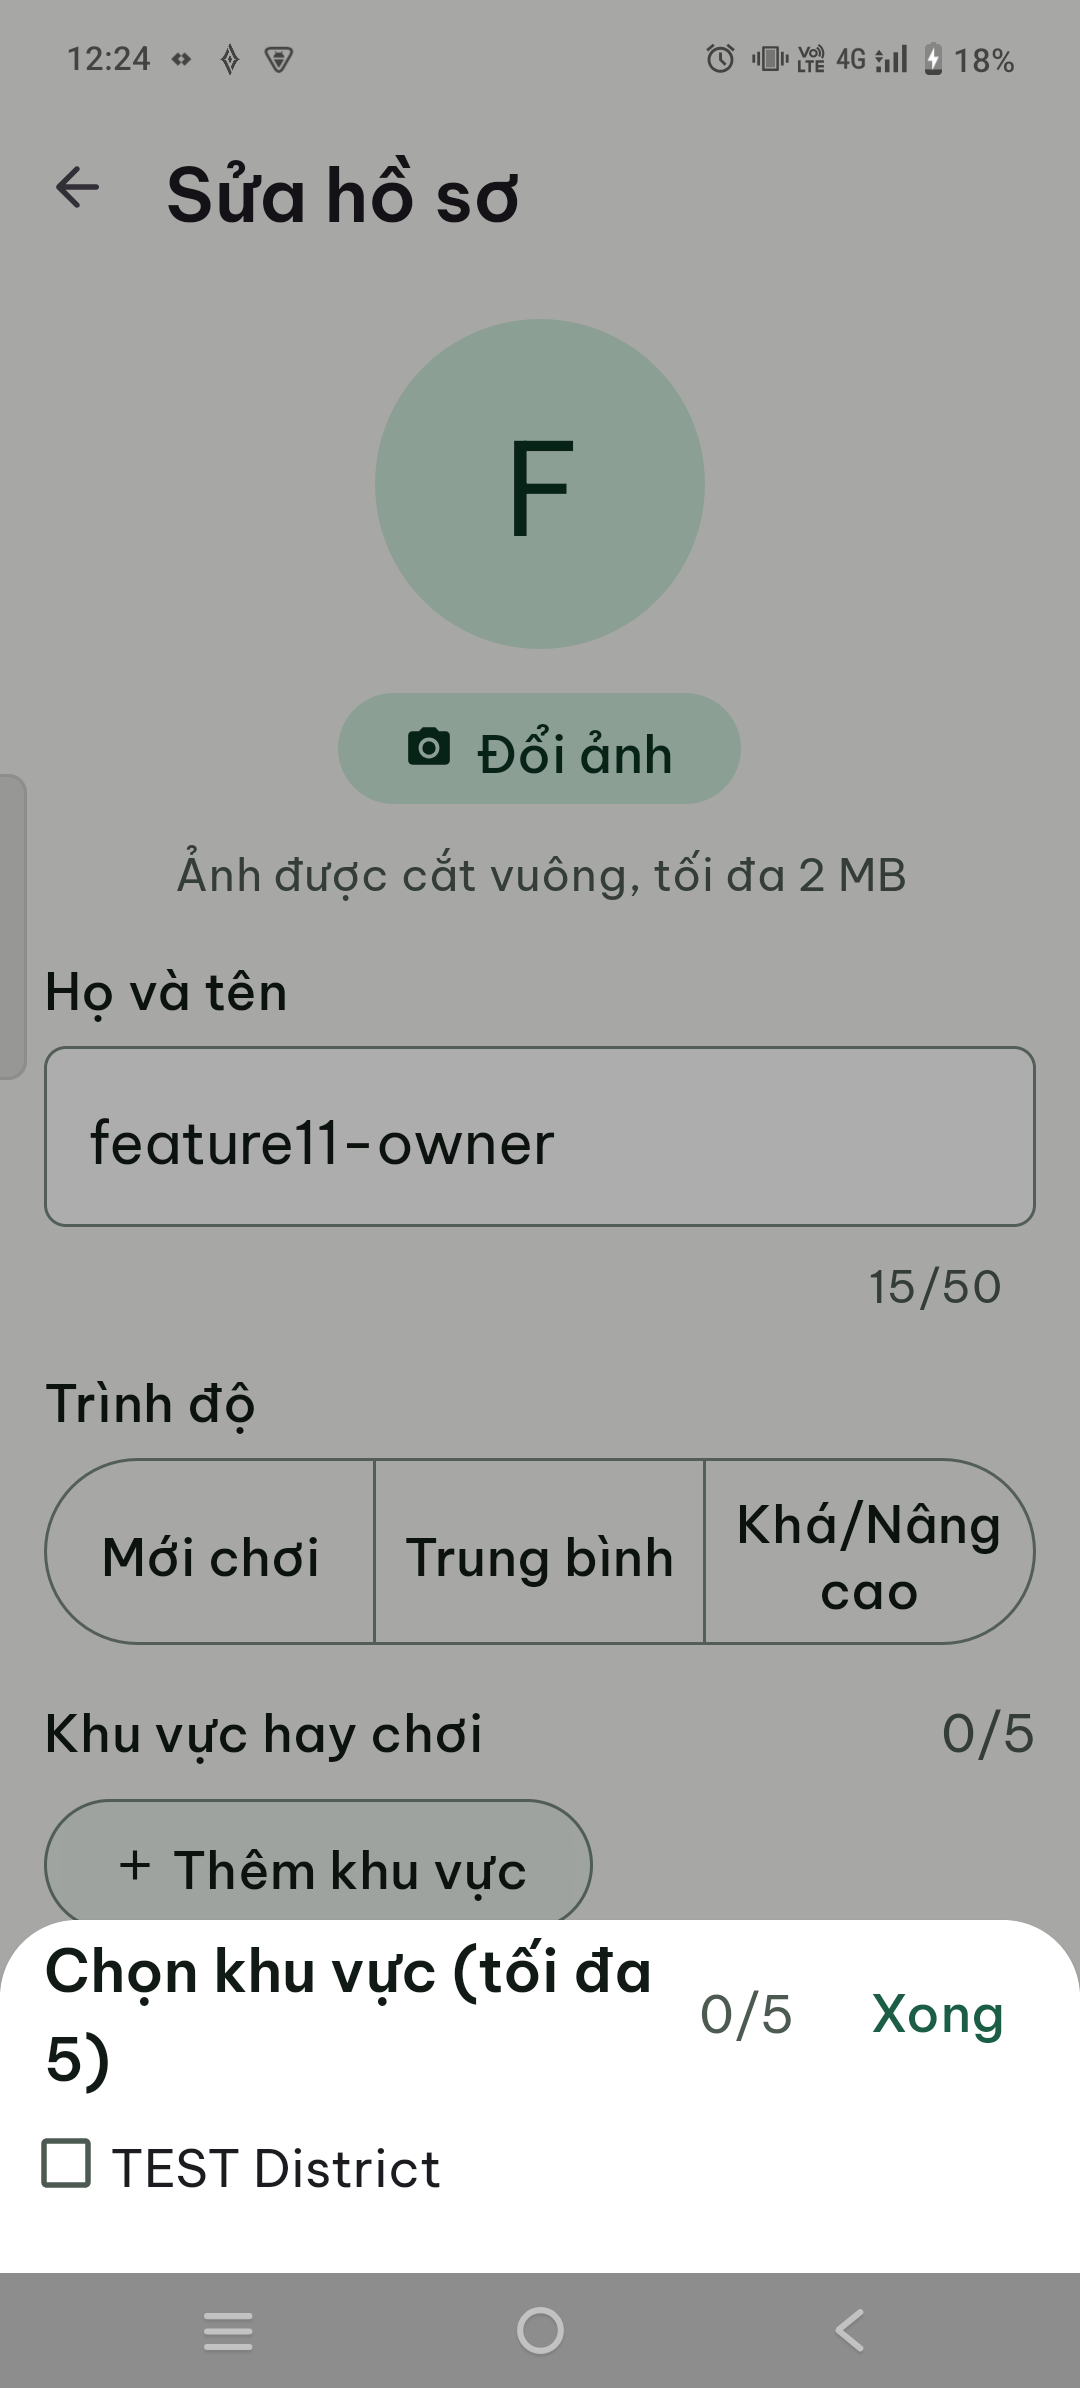 12:24
VoLTE 4G 18%
Sửa hồ sơ
F
Đổi ảnh
Ảnh được cắt vuông, tối đa 2 MB
Họ và tên
feature11-owner
15/50
Trình độ
Mới chơi
Trung bình
Khá/Nâng
cao
Khu vực hay chơi 0/5
+ Thêm khu vực
Chọn khu vực (tối đa
5)
0/5 Xong
TEST District